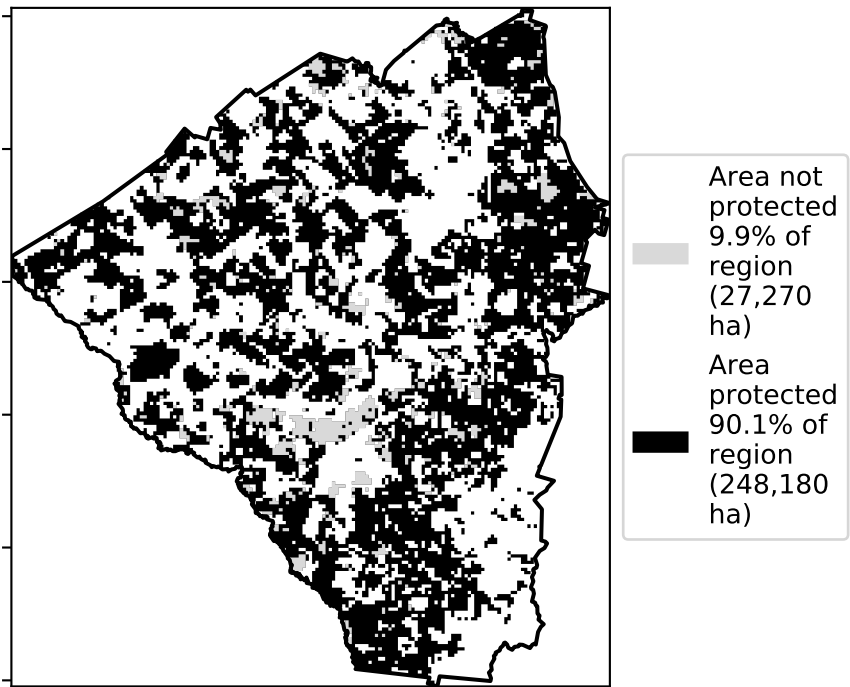 Area not
protected
9.9% of
region
(27,270
ha)
Area
protected
90.1% of
region
(248,180
ha)